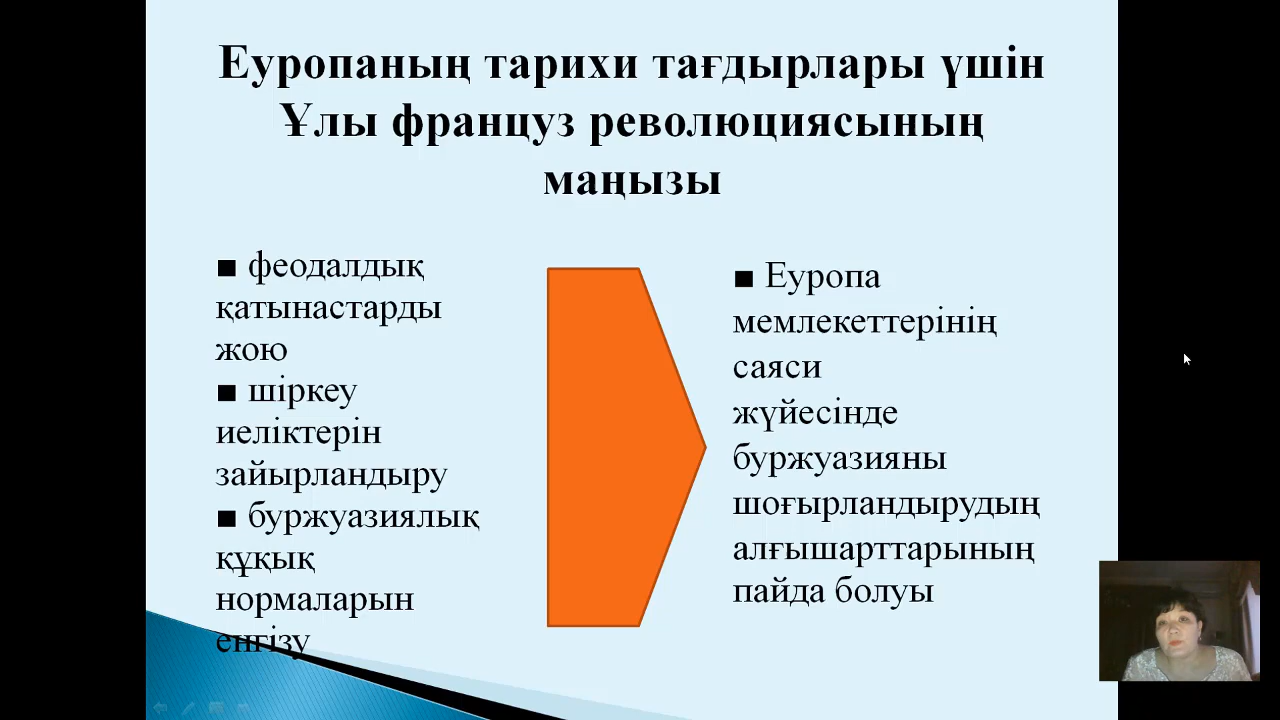 Еуропаның тарихи тағдырлары үшін
Ұлы француз революциясының
маңызы
■ феодалдық
қатынастарды
жою
■ шіркеу
иеліктерін
зайырландыру
■ буржуазиялық
құқық
нормаларын
енгізу
■ Еуропа
мемлекеттерінің
саяси
жүйесінде
буржуазияны
шоғырландырудың
алғышарттарының
пайда болуы